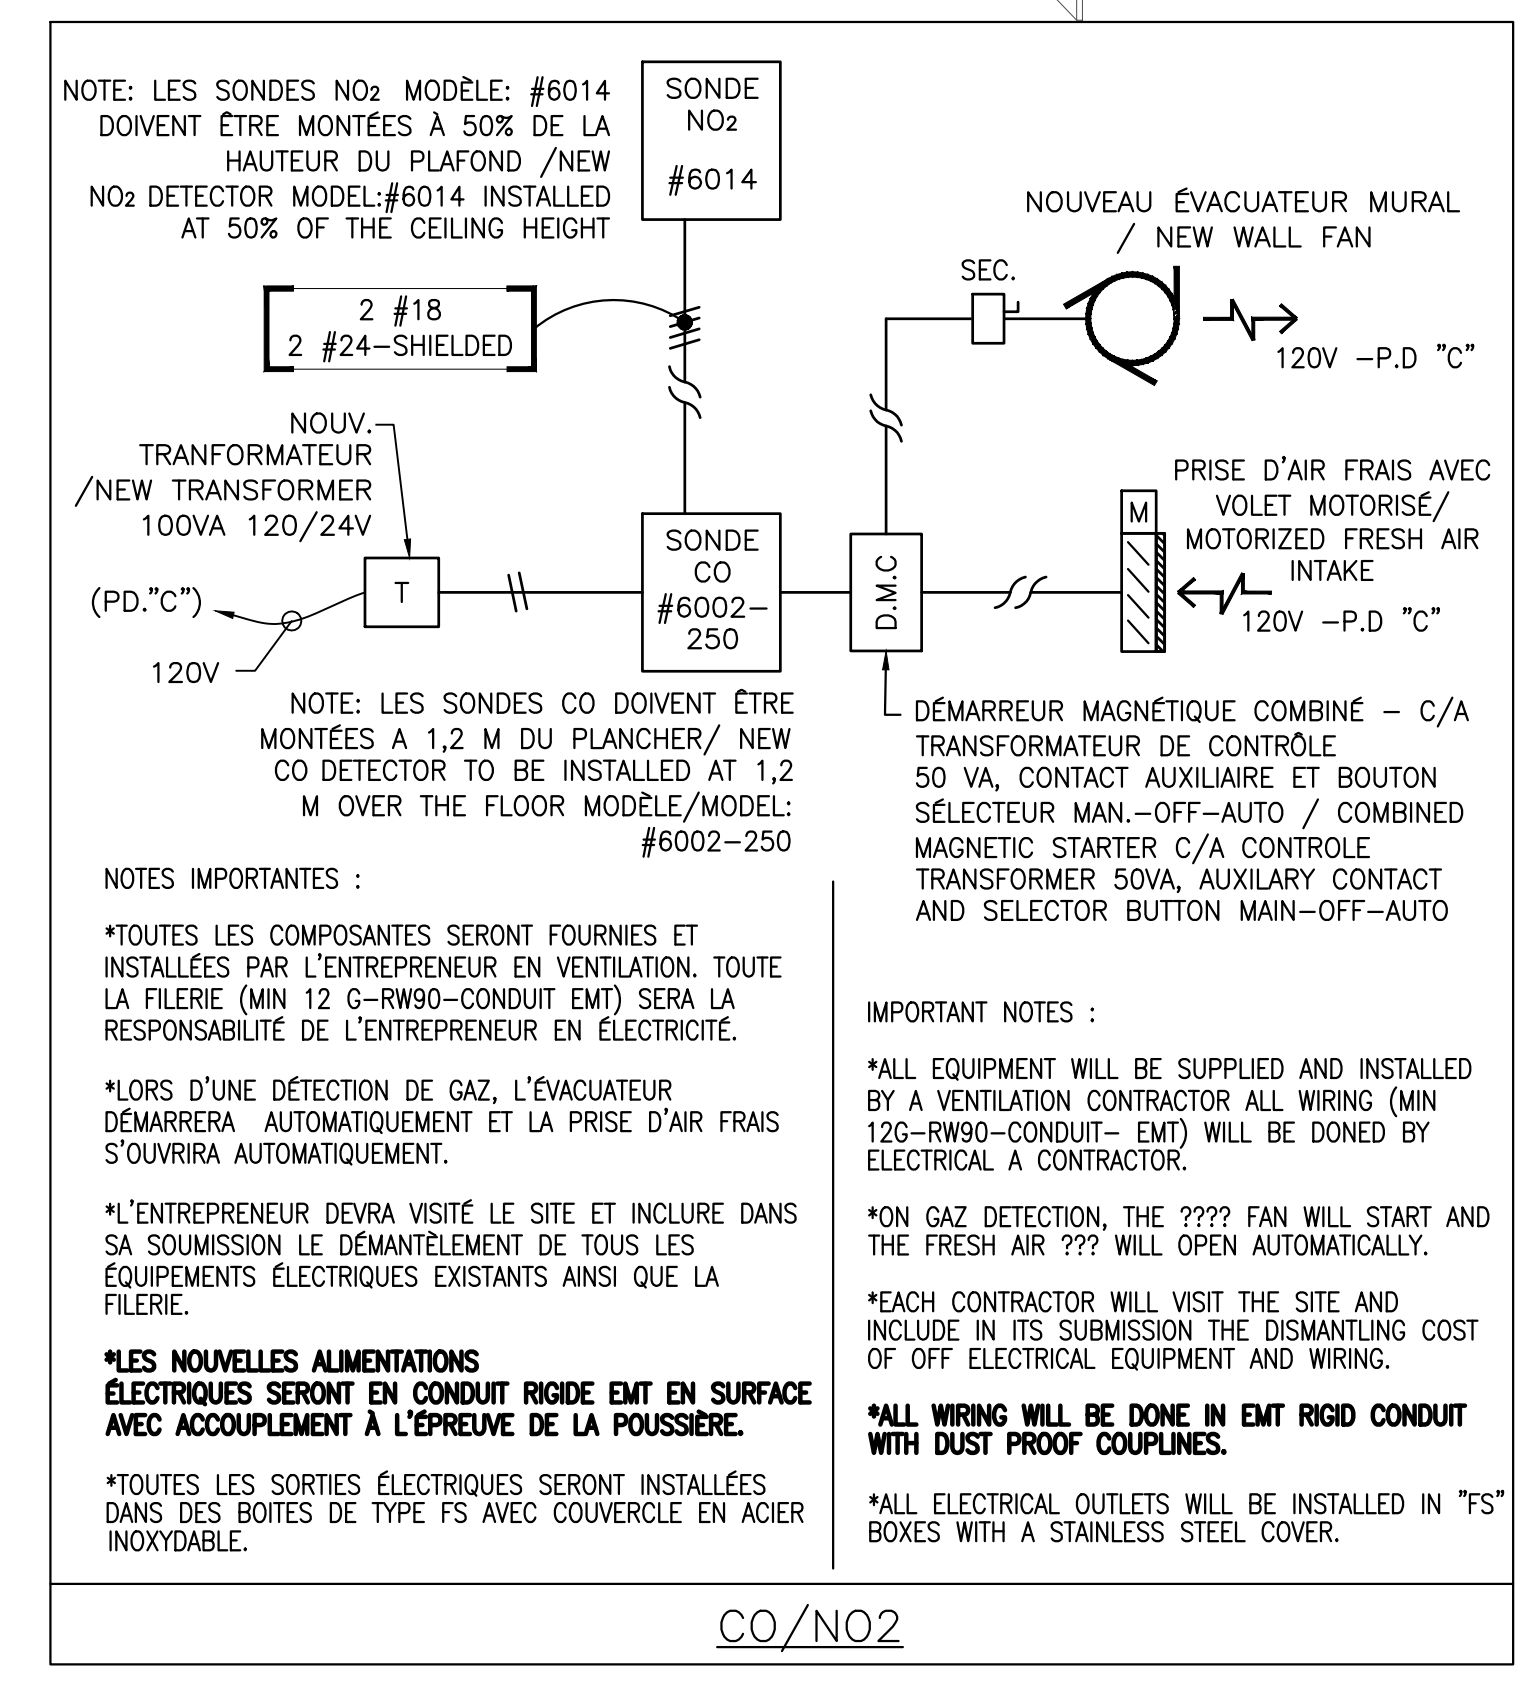 NOTE: LES SONDES NO2 MODÈLE: #6014
DOIVENT ÊTRE MONTÉES À 50% DE LA
HAUTEUR DU PLAFOND /NEW
NO2 DETECTOR MODEL:#6014 INSTALLED
AT 50% OF THE CEILING HEIGHT
SONDE
NO2
#6014
NOUVEAU ÉVACUATEUR MURAL
/ NEW WALL FAN
SEC.
120V -P.D "C"
2 #18
2 #24-SHIELDED
NOUV.
TRANFORMATEUR
/NEW TRANSFORMER
100VA 120/24V
(PD."C")
120V
T
SONDE
CO
#6002-
250
D.M.C
M
PRISE D'AIR FRAIS AVEC
VOLET MOTORISÉ/
MOTORIZED FRESH AIR
INTAKE
120V -P.D "C"
NOTE: LES SONDES CO DOIVENT ÊTRE
MONTÉES A 1,2 M DU PLANCHER/ NEW
CO DETECTOR TO BE INSTALLED AT 1,2
M OVER THE FLOOR MODÈLE/MODEL:
#6002-250
DÉMARREUR MAGNÉTIQUE COMBINÉ - C/A
TRANSFORMATEUR DE CONTRÔLE
50 VA, CONTACT AUXILIAIRE ET BOUTON
SÉLECTEUR MAN.-OFF-AUTO / COMBINED
MAGNETIC STARTER C/A CONTROLE
TRANSFORMER 50VA, AUXILARY CONTACT
AND SELECTOR BUTTON MAIN-OFF-AUTO
NOTES IMPORTANTES :
*TOUTES LES COMPOSANTES SERONT FOURNIES ET
INSTALLÉES PAR L'ENTREPRENEUR EN VENTILATION. TOUTE
LA FILERIE (MIN 12 G-RW90-CONDUIT EMT) SERA LA
RESPONSABILITÉ DE L'ENTREPRENEUR EN ÉLECTRICITÉ.
*LORS D'UNE DÉTECTION DE GAZ, L'ÉVACUATEUR
DÉMARRERA AUTOMATIQUEMENT ET LA PRISE D'AIR FRAIS
S'OUVRIRA AUTOMATIQUEMENT.
*L'ENTREPRENEUR DEVRA VISITÉ LE SITE ET INCLURE DANS
SA SOUMISSION LE DÉMANTÈLEMENT DE TOUS LES
ÉQUIPEMENTS ÉLECTRIQUES EXISTANTS AINSI QUE LA
FILERIE.
*LES NOUVELLES ALIMENTATIONS
ÉLECTRIQUES SERONT EN CONDUIT RIGIDE EMT EN SURFACE
AVEC ACCOUPLEMENT À L'ÉPREUVE DE LA POUSSIÈRE.
*TOUTES LES SORTIES ÉLECTRIQUES SERONT INSTALLÉES
DANS DES BOITES DE TYPE FS AVEC COUVERCLE EN ACIER
INOXYDABLE.
IMPORTANT NOTES :
*ALL EQUIPMENT WILL BE SUPPLIED AND INSTALLED
BY A VENTILATION CONTRACTOR ALL WIRING (MIN
12G-RW90-CONDUIT- EMT) WILL BE DONED BY
ELECTRICAL A CONTRACTOR.
*ON GAZ DETECTION, THE ???? FAN WILL START AND
THE FRESH AIR ??? WILL OPEN AUTOMATICALLY.
*EACH CONTRACTOR WILL VISIT THE SITE AND
INCLUDE IN ITS SUBMISSION THE DISMANTLING COST
OF OFF ELECTRICAL EQUIPMENT AND WIRING.
*ALL WIRING WILL BE DONE IN EMT RIGID CONDUIT
WITH DUST PROOF COUPLINES.
*ALL ELECTRICAL OUTLETS WILL BE INSTALLED IN "FS"
BOXES WITH A STAINLESS STEEL COVER.
CO/NO2